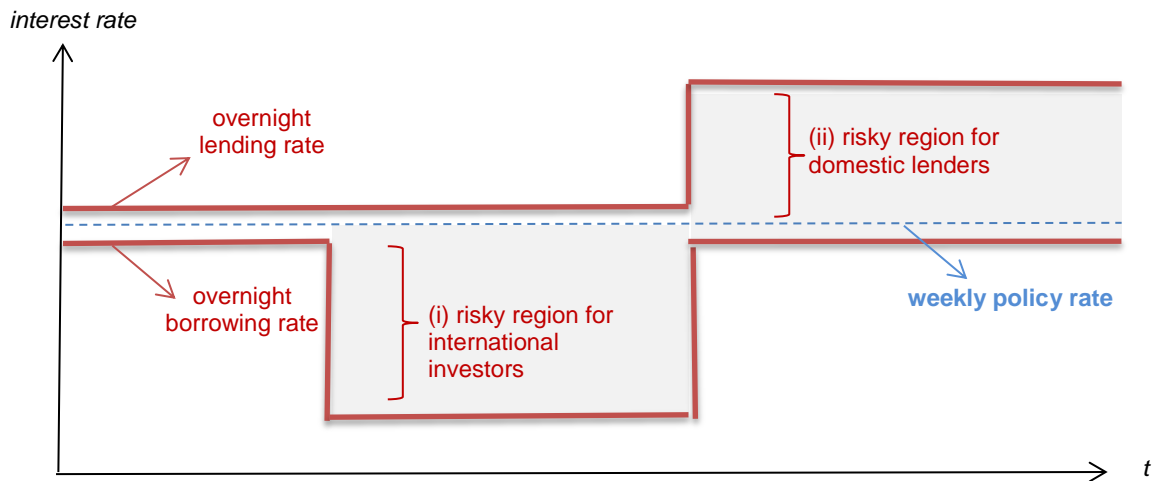 interest rate
overnight
lending rate
(ii) risky region for
domestic lenders
overnight
borrowing rate
(i) risky region for
international
investors
weekly policy rate
t